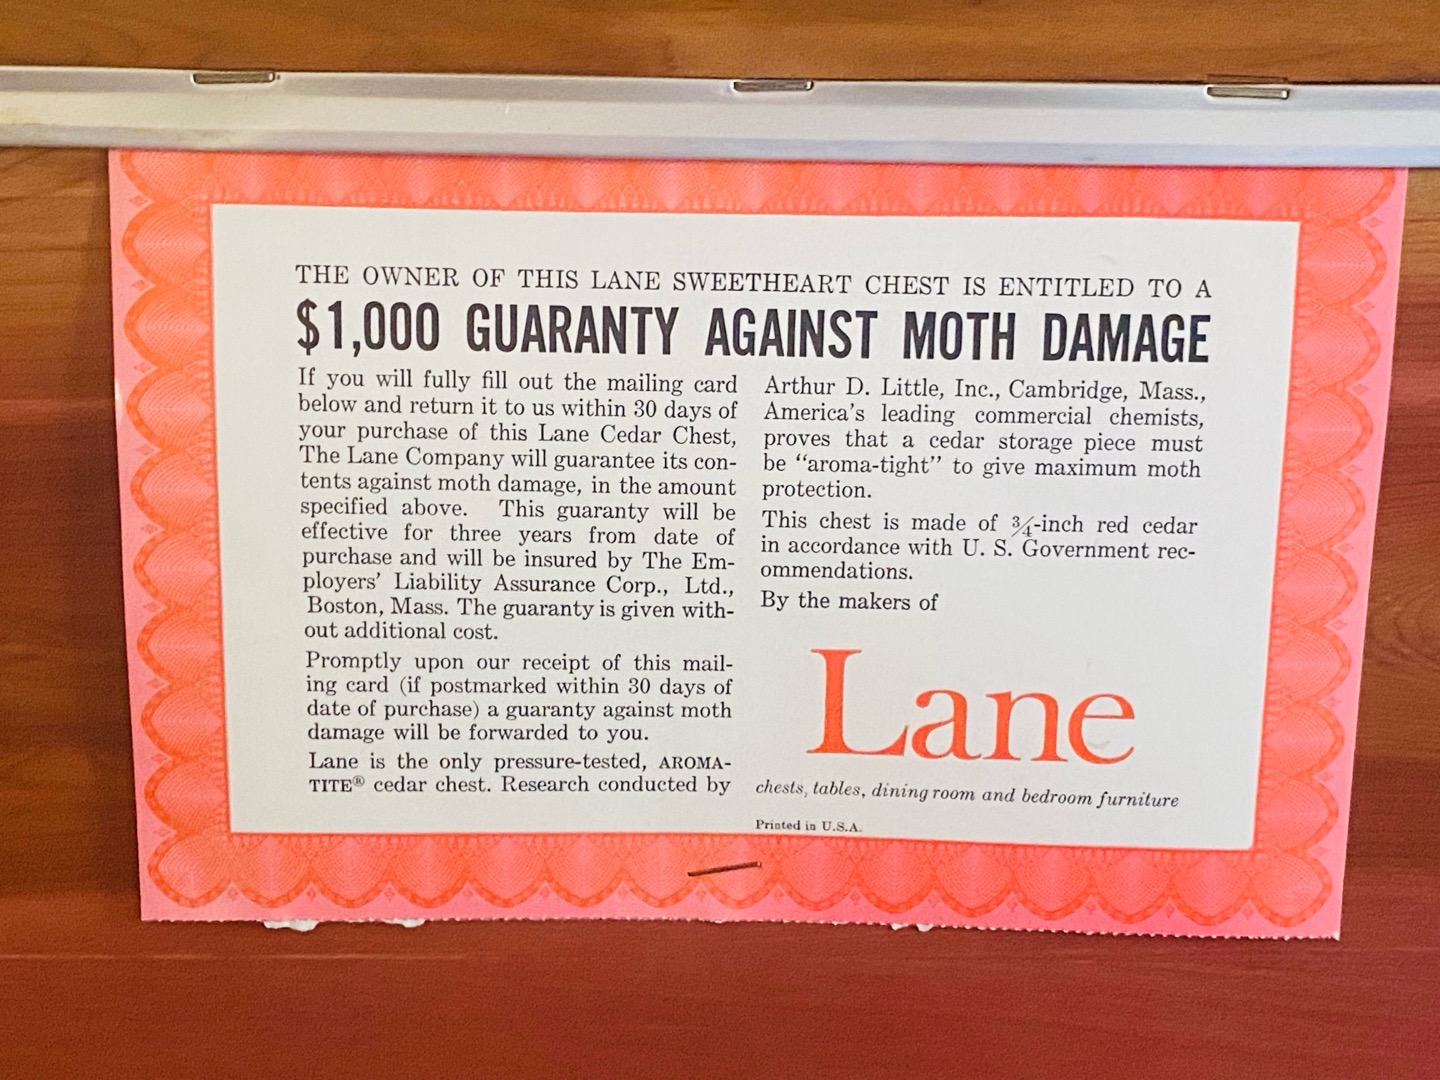 THE OWNER OF THIS LANE SWEETHEART CHEST IS ENTITLED TO A
$1,000 GUARANTY AGAINST MOTH DAMAGE
If you will fully fill out the mailing card
below and return it to us within 30 days of
your purchase of this Lane Cedar Chest,
The Lane Company will guarantee its con-
tents against moth damage, in the amount
specified above. This guaranty will be
effective for three years from date of
purchase and will be insured by The Em-
ployers' Liability Assurance Corp., Ltd.,
Boston, Mass. The guaranty is given with-
out additional cost.
Promptly upon our receipt of this mail-
ing card (if postmarked within 30 days of
date of purchase) a guaranty against moth
damage will be forwarded to you.
Lane is the only pressure-tested, AROMA-
TITE® cedar chest. Research conducted by
Arthur D. Little, Inc., Cambridge, Mass.,
America's leading commercial chemists,
proves that a cedar storage piece must
be "aroma-tight" to give maximum moth
protection.
This chest is made of ¾-inch red cedar
in accordance with U. S. Government rec-
ommendations.
By the makers of
Lane
chests, tables, dining room and bedroom furniture
Printed in U.S.A.